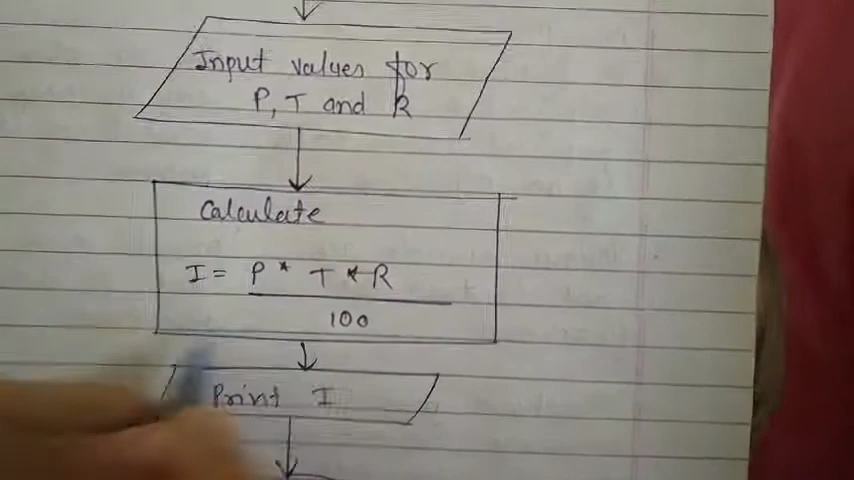 Input values for
P, T and R
Calculate
I = P * T * R
100
Print I